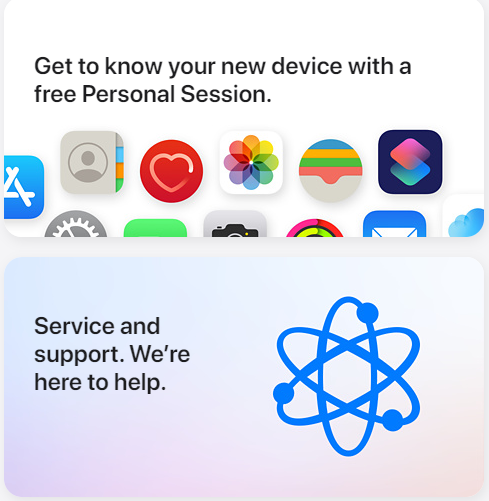 Get to know your new device with a
free Personal Session.
Service and
support. We’re
here to help.